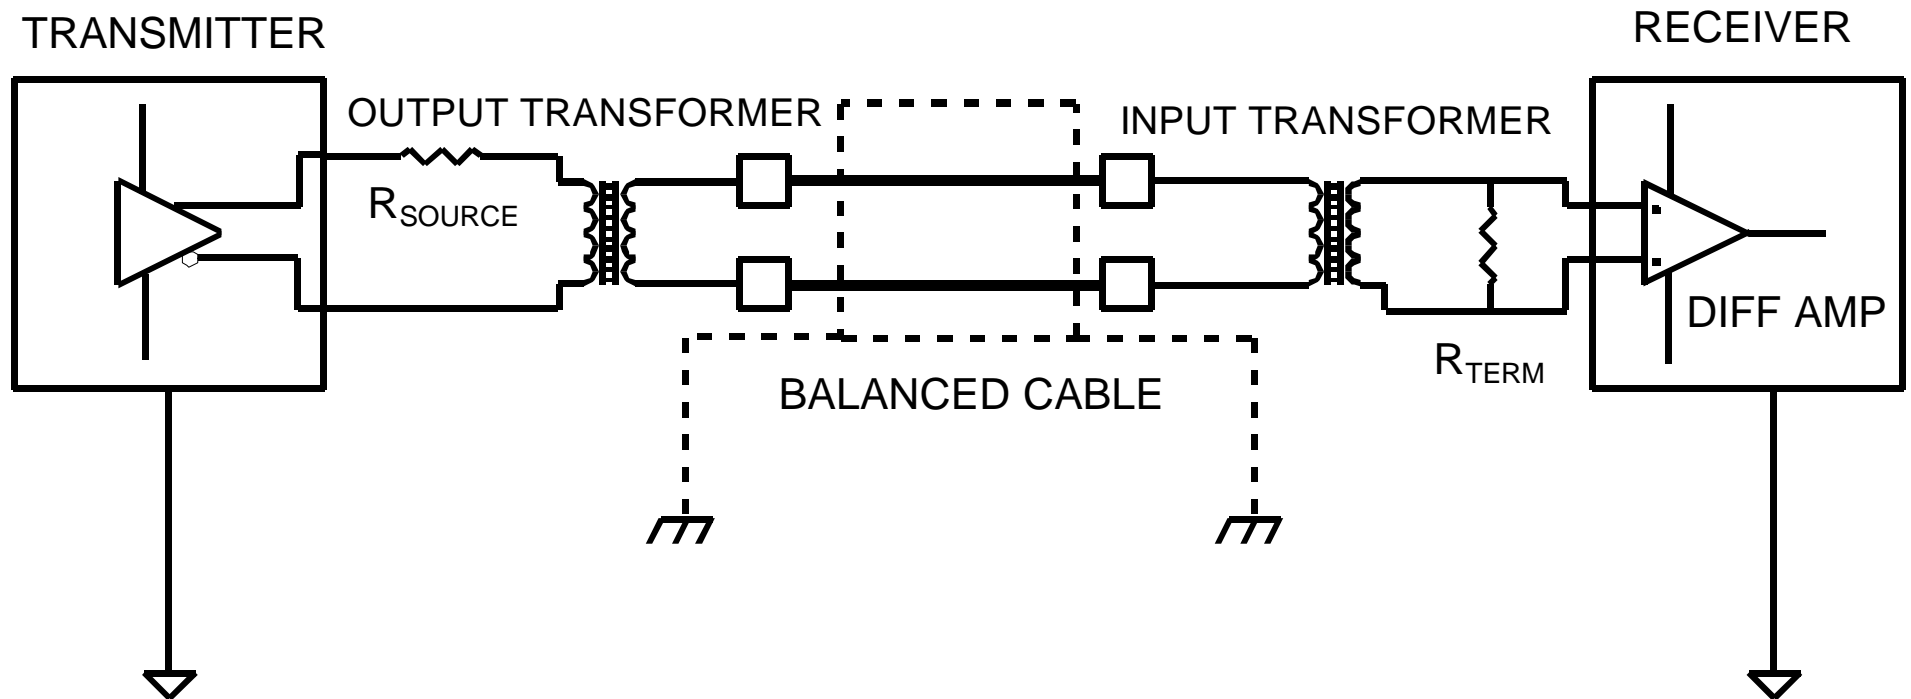 TRANSMITTER
RECEIVER
OUTPUT TRANSFORMER
INPUT TRANSFORMER
RSOURCE
DIFF AMP
RTERM
BALANCED CABLE